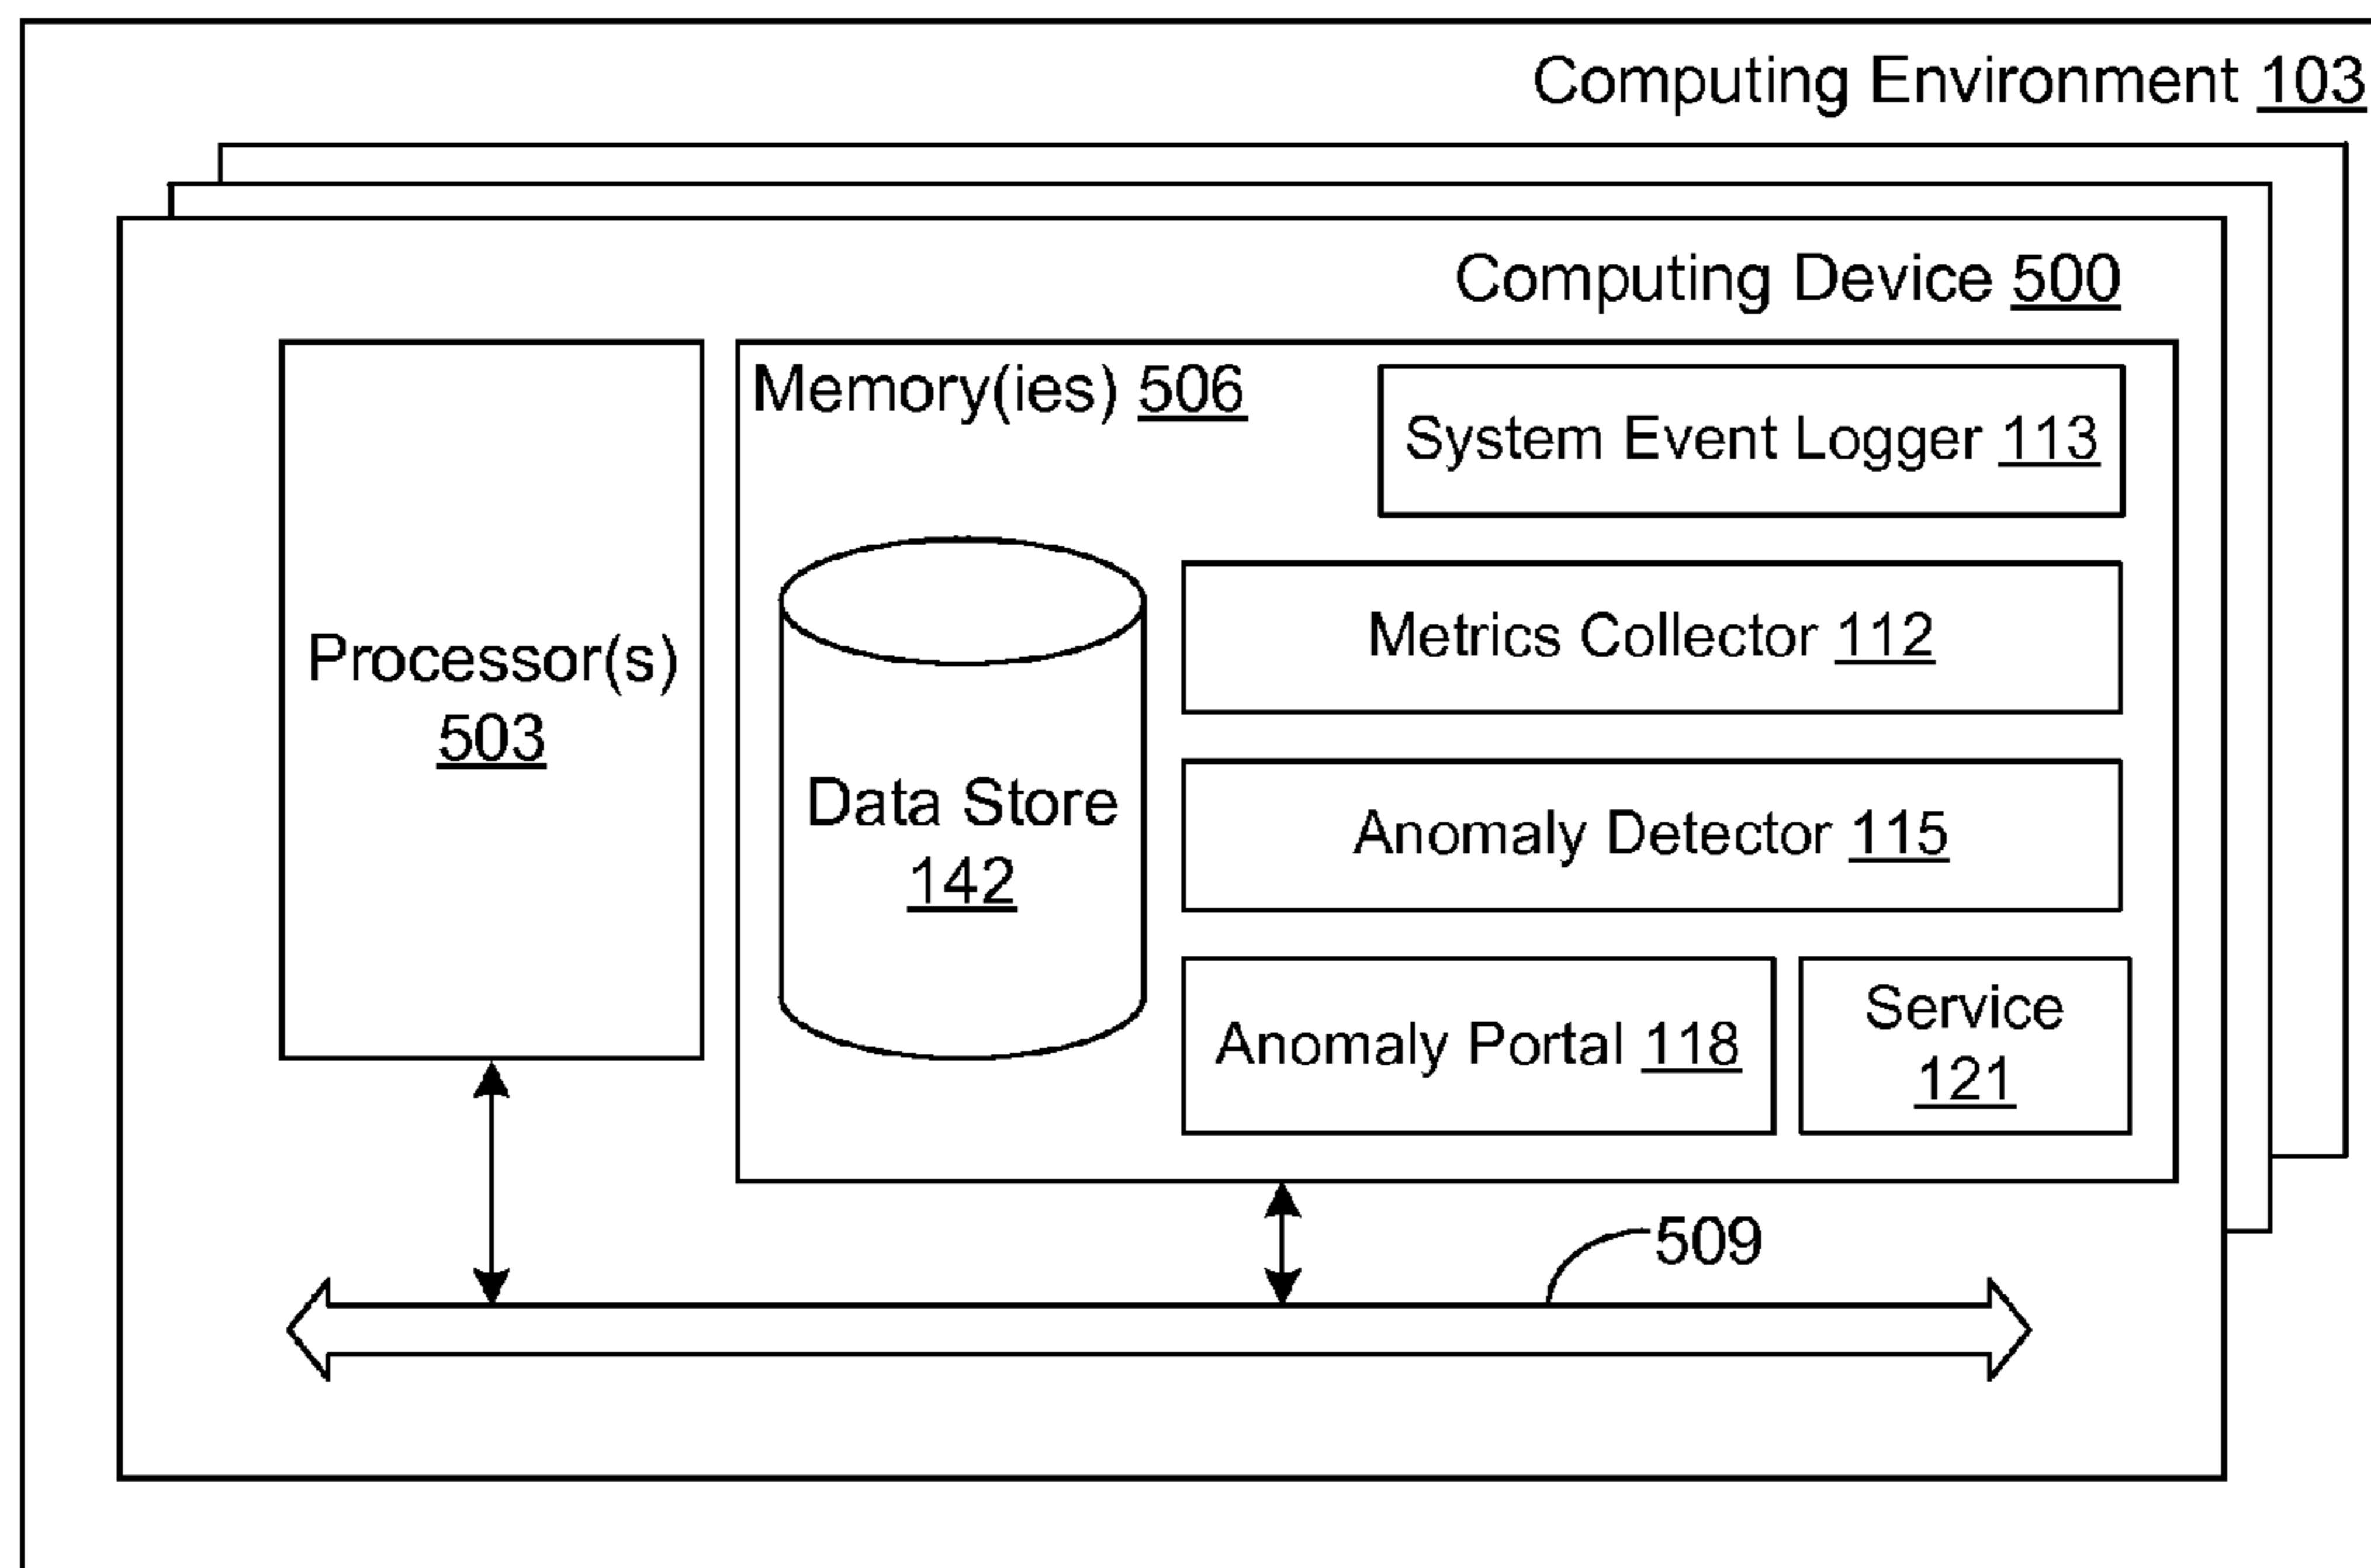 Computing Environment 103
Computing Device 500
Memory(ies) 506
System Event Logger 113
Processor(s)
503
Data Store
142
Metrics Collector 112
Anomaly Detector 115
Anomaly Portal 118
Service
121
509